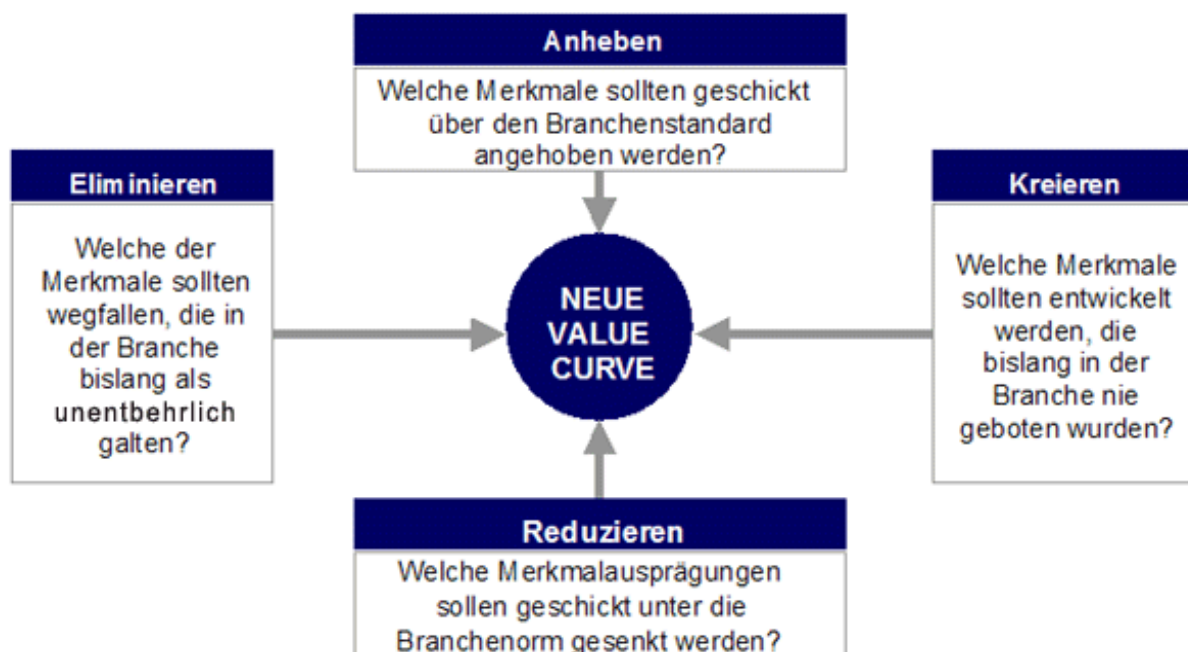 Anheben
Welche Merkmale sollten geschickt
über den Branchenstandard
angehoben werden?
Eliminieren
Welche der
Merkmale sollten
wegfallen, die in
der Branche
bislang als
unentbehrlich
galten?
NEUE
VALUE
CURVE
Kreieren
Welche Merkmale
sollten entwickelt
werden, die
bislang in der
Branche nie
geboten wurden?
Reduzieren
Welche Merkmalausprägungen
sollen geschickt unter die
Branchenorm gesenkt werden?